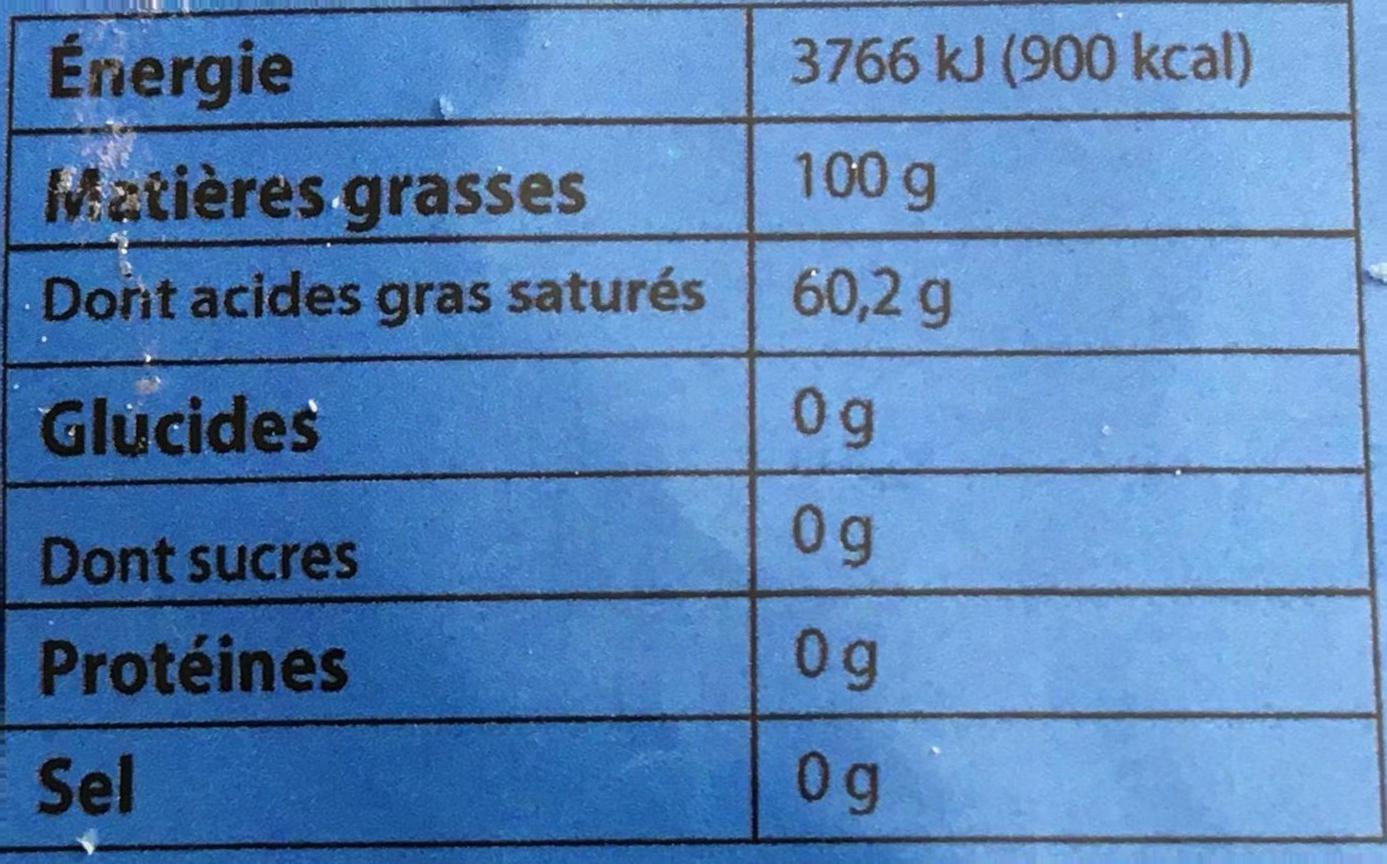 Énergie 3766 kJ (900 kcal)
Matières grasses 100 g
Dont acides gras saturés 60,2 g
Glucides 0 g
Dont sucres 0 g
Protéines 0 g
Sel 0 g